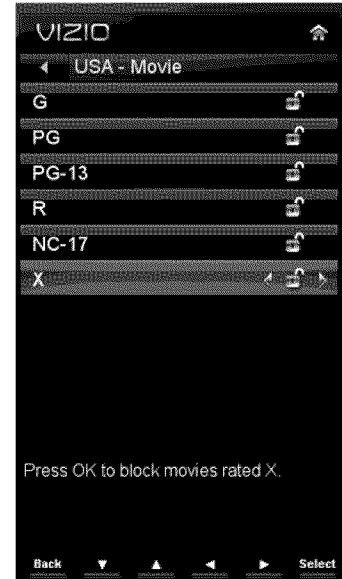 VIZIO
USA - Movie
G
PG
PG-13
R
NC-17
X
Press OK to block movies rated X.
Back Select